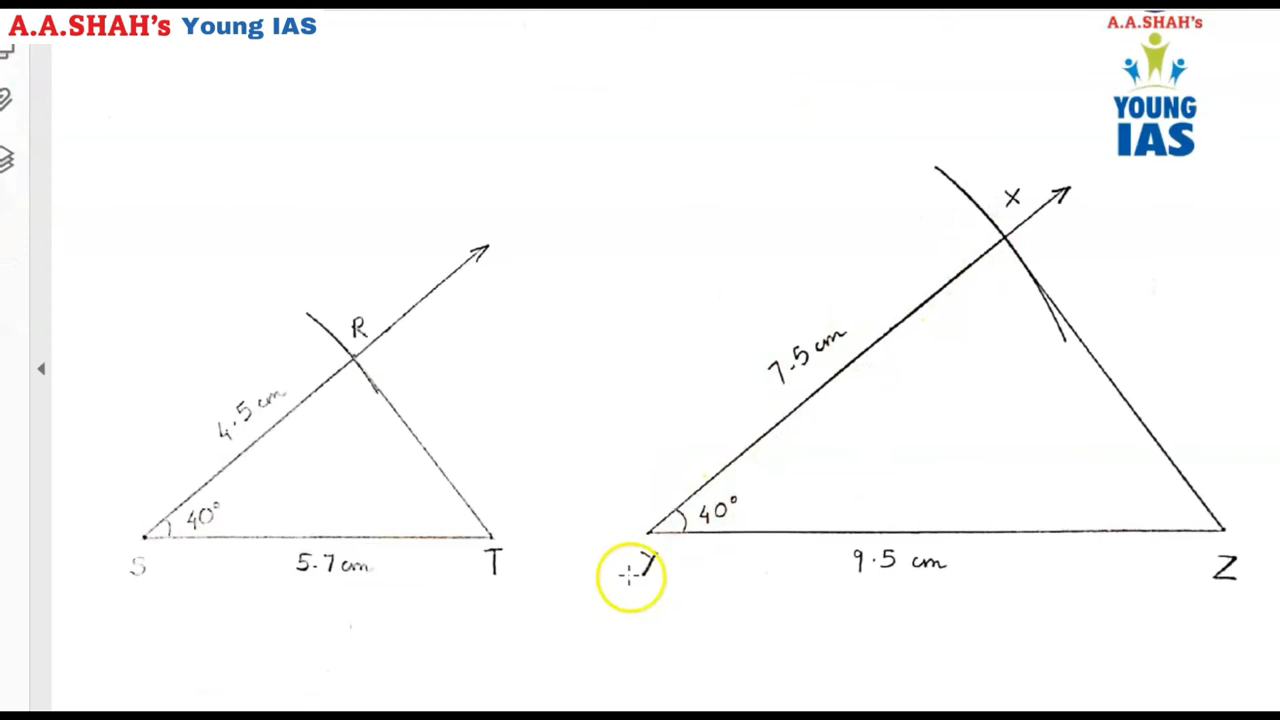 A.A.SHAH's Young IAS
A.A.SHAH's
YOUNG
IAS
X
R
7.5 cm
4.5 cm
40°
40°
S
5.7 cm
T
Y
9.5 cm
Z